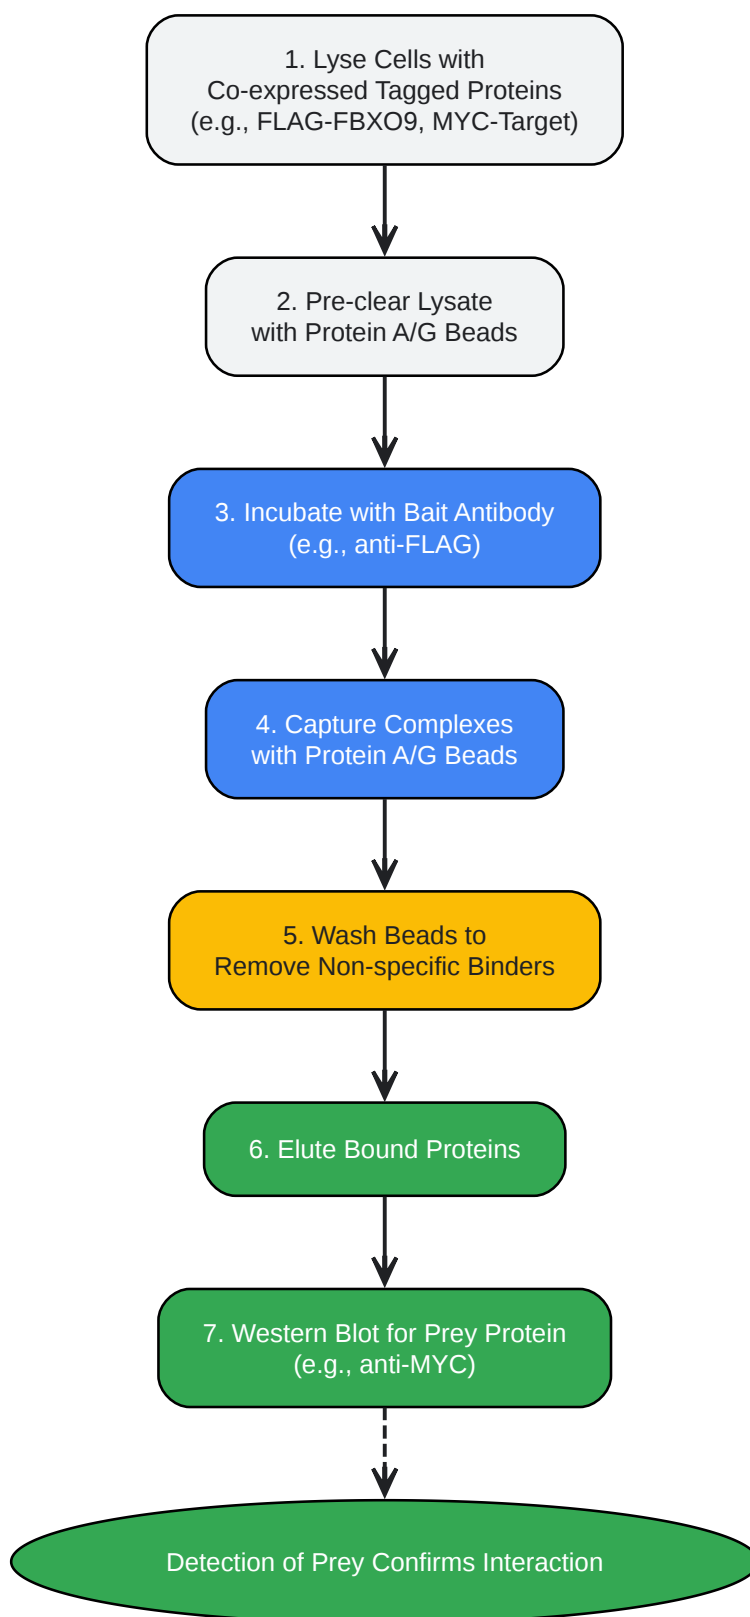 1. Lyse Cells with
Co-expressed Tagged Proteins
(e.g., FLAG-FBXO9, MYC-Target)
2. Pre-clear Lysate
with Protein A/G Beads
3. Incubate with Bait Antibody
(e.g., anti-FLAG)
4. Capture Complexes
with Protein A/G Beads
5. Wash Beads to
Remove Non-specific Binders
6. Elute Bound Proteins
7. Western Blot for Prey Protein
(e.g., anti-MYC)
Detection of Prey Confirms Interaction